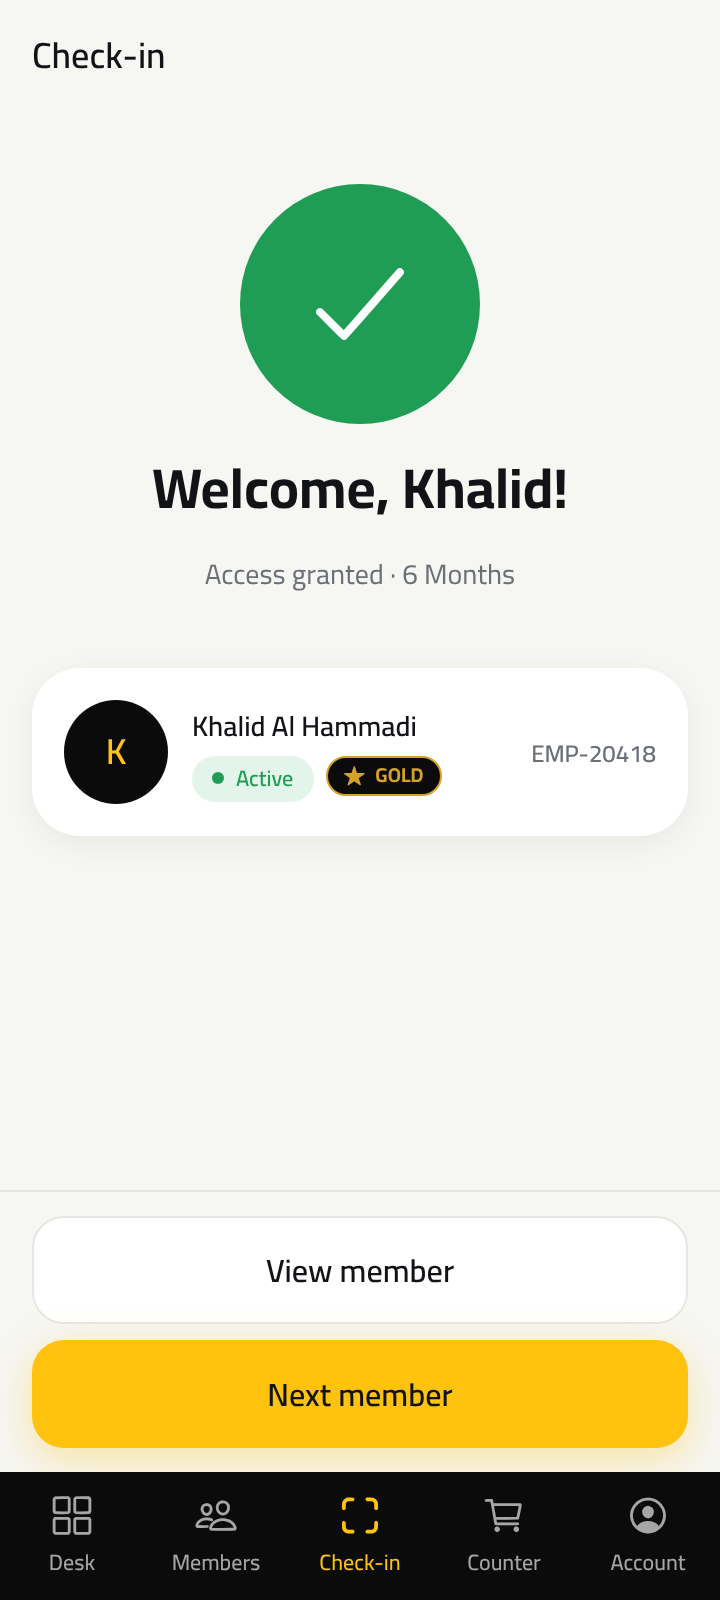 Check-in
Welcome, Khalid!
Access granted · 6 Months
K
Khalid Al Hammadi
Active
GOLD
EMP-20418
View member
Next member
Desk
Members
Check-in
Counter
Account